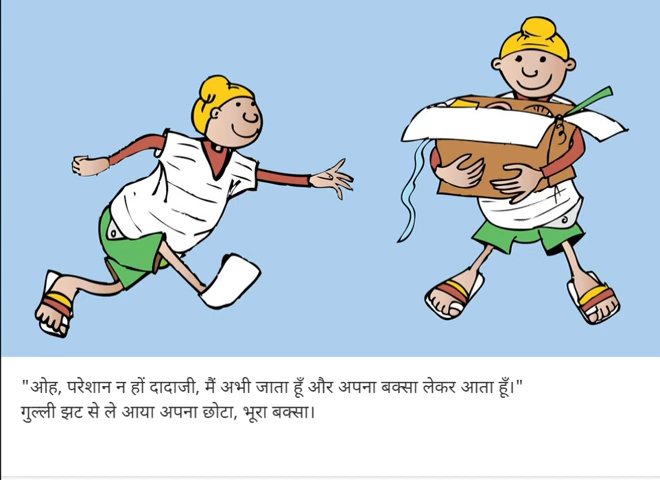 "ओह, परेशान न हों दादाजी, मैं अभी जाता हूँ और अपना बक्सा लेकर आता हूँ।"
गुल्ली झट से ले आया अपना छोटा, भूरा बक्सा।